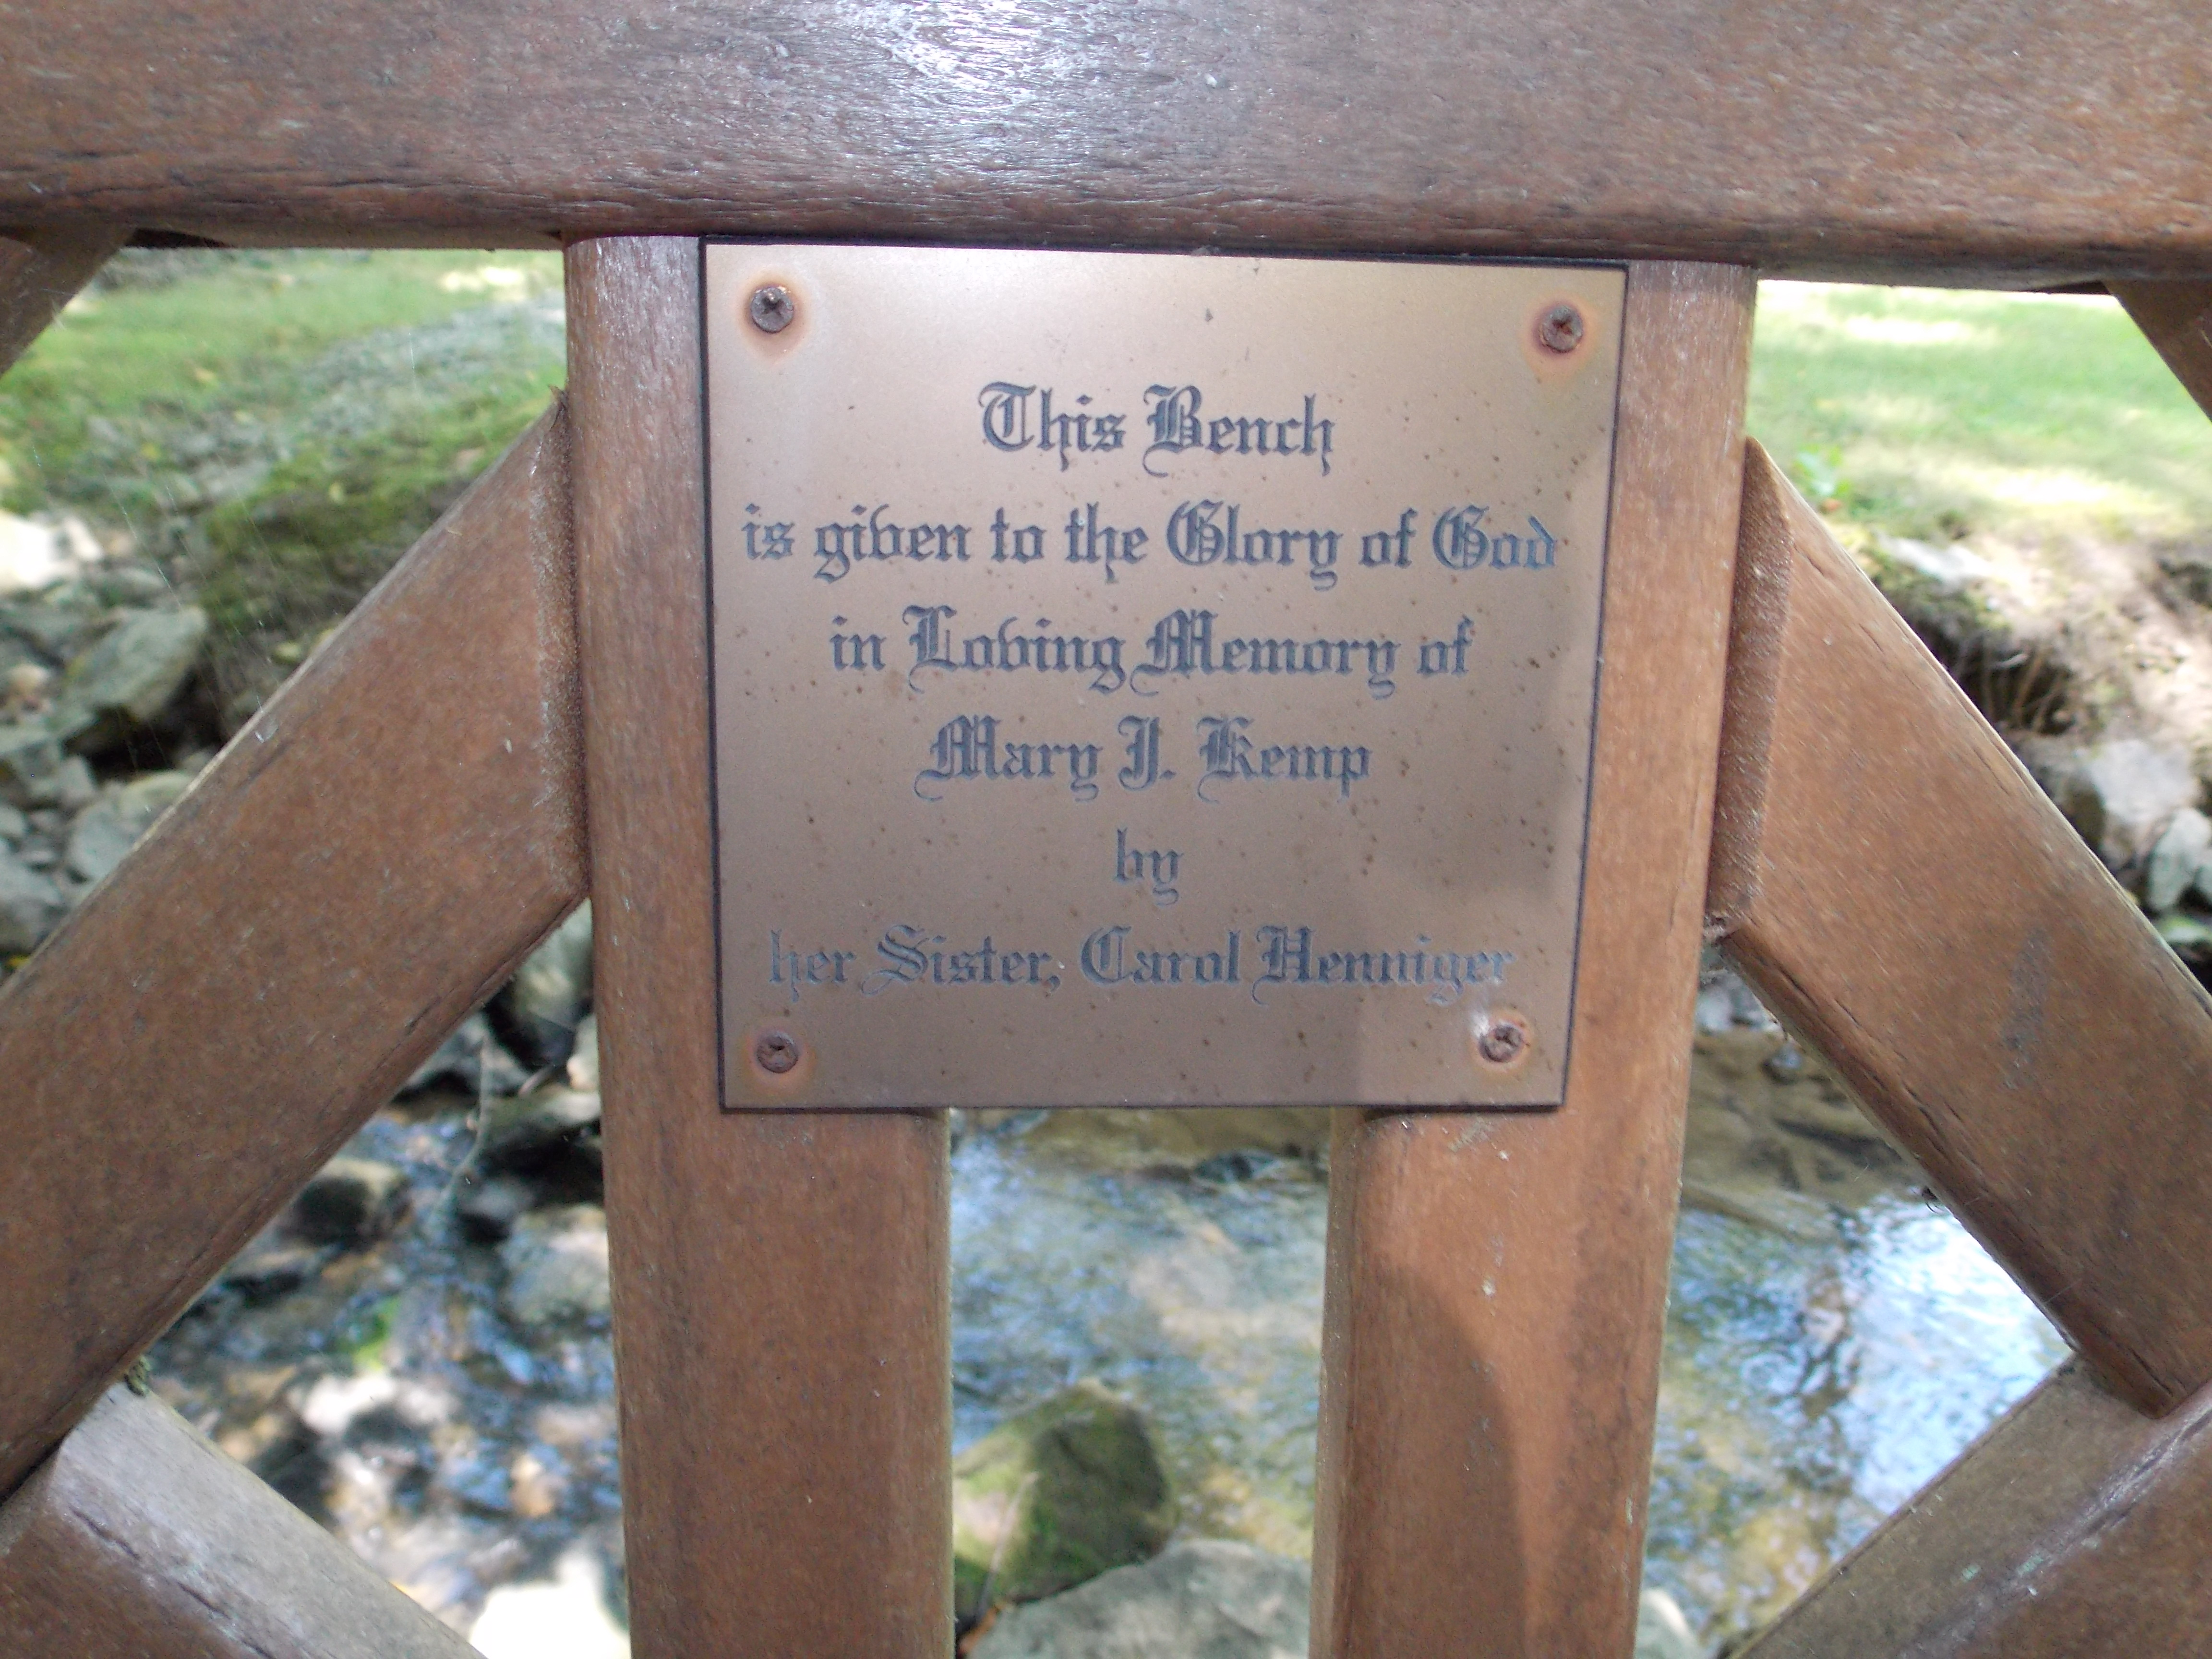 This Bench
is given to the Glory of God
in Loving Memory of
Mary J. Kemp
by
her Sister, Carol Henniger